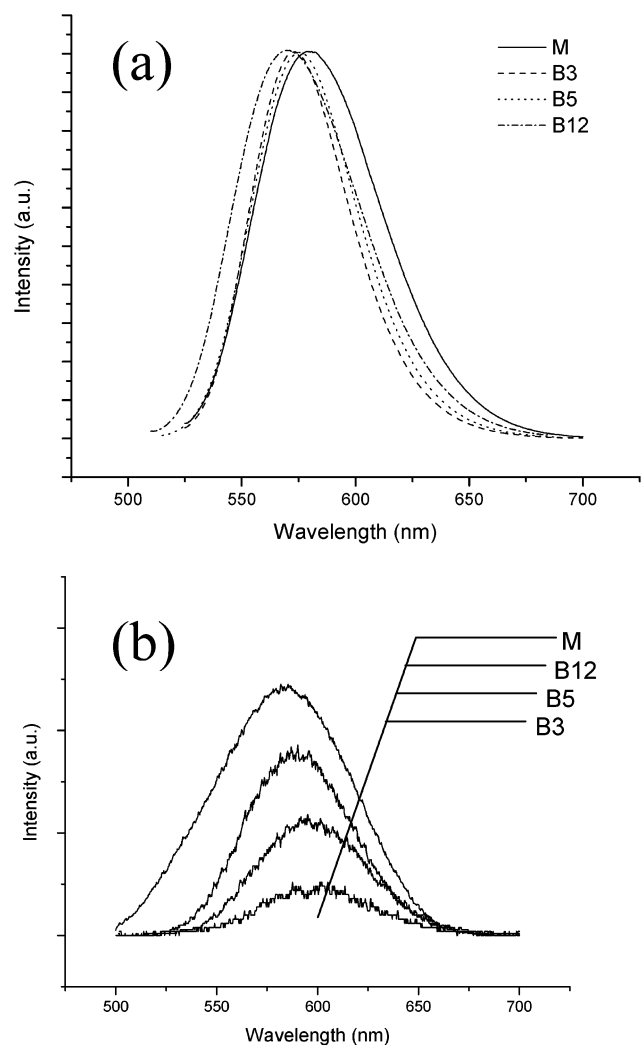 (a)
M
B3
B5
B12
Intensity (a.u.)
500 550 600 650 700
Wavelength (nm)
(b)
M
B12
B5
B3
Intensity (a.u.)
500 550 600 650 700
Wavelength (nm)